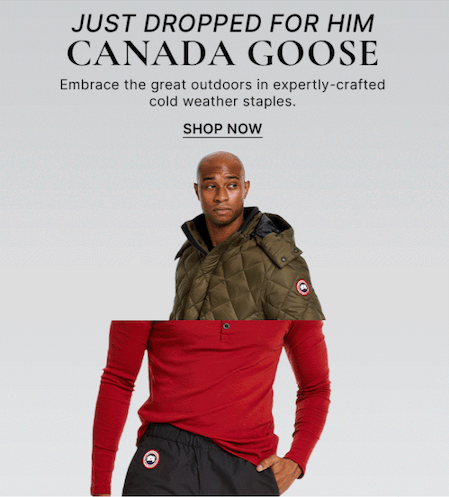 JUST DROPPED FOR HIM
CANADA GOOSE
Embrace the great outdoors in expertly-crafted
cold weather staples.
SHOP NOW